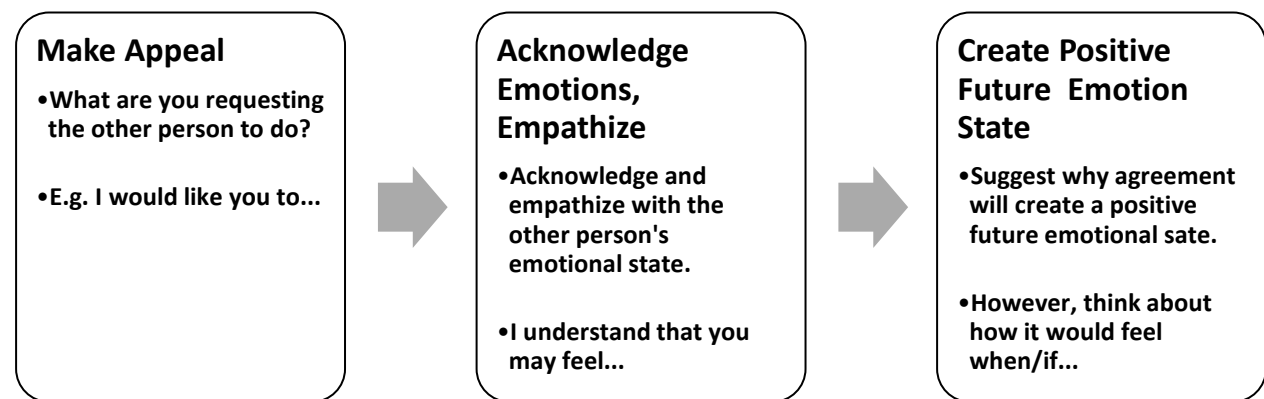 Make Appeal
•What are you requesting
the other person to do?
•E.g. I would like you to...
Acknowledge
Emotions,
Empathize
•Acknowledge and
empathize with the
other person's
emotional state.
•I understand that you
may feel...
Create Positive
Future Emotion
State
•Suggest why agreement
will create a positive
future emotional sate.
•However, think about
how it would feel
when/if...